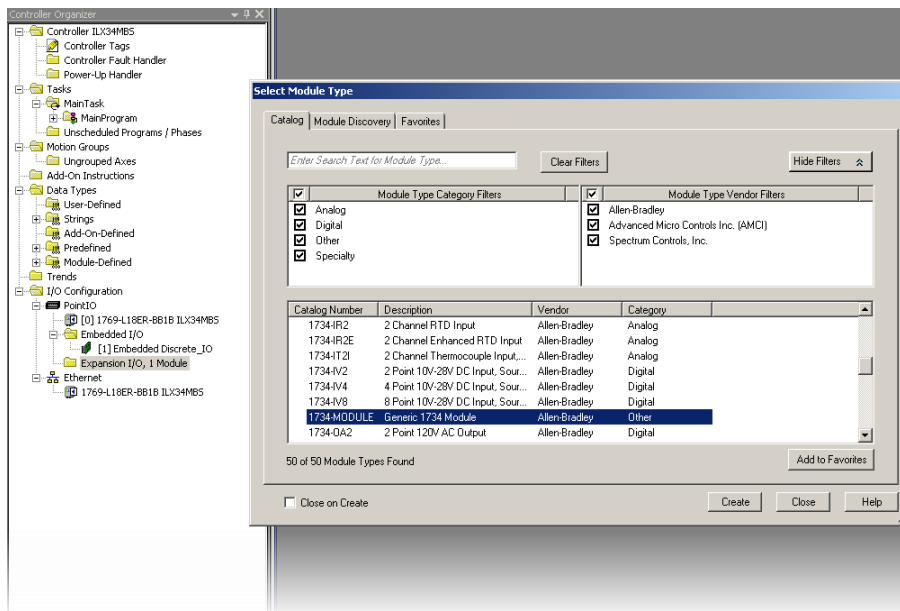 Controller Organizer
Controller ILX34MBS
Controller Tags
Controller Fault Handler
Power-Up Handler
Tasks
MainTask
MainProgram
Unscheduled Programs / Phases
Motion Groups
Ungrouped Axes
Add-On Instructions
Data Types
User-Defined
Strings
Add-On-Defined
Predefined
Module-Defined
Trends
I/O Configuration
PointIO
[0] 1769-L18ER-BB1B ILX34MBS
Embedded I/O
[1] Embedded Discrete_IO
Expansion I/O, 1 Module
Ethernet
1769-L18ER-BB1B ILX34MBS
Select Module Type
Catalog Module Discovery Favorites
Enter Search Text for Module Type... Clear Filters Hide Filters
Module Type Category Filters Module Type Vendor Filters
Analog Allen-Bradley
Digital Advanced Micro Controls Inc. (AMCI)
Other Spectrum Controls, Inc.
Specialty
Catalog Number Description Vendor Category
1734-IR2 2 Channel RTD Input Allen-Bradley Analog
1734-IR2E 2 Channel Enhanced RTD Input Allen-Bradley Analog
1734-IT2I 2 Channel Thermocouple Input,... Allen-Bradley Analog
1734-IV2 2 Point 10V-28V DC Input, Sour... Allen-Bradley Digital
1734-IV4 4 Point 10V-28V DC Input, Sour... Allen-Bradley Digital
1734-IV8 8 Point 10V-28V DC Input, Sour... Allen-Bradley Digital
1734-MODULE Generic 1734 Module Allen-Bradley Other
1734-OA2 2 Point 120V AC Output Allen-Bradley Digital
50 of 50 Module Types Found Add to Favorites
Close on Create Create Close Help